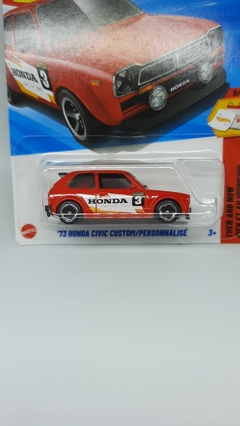 HONDA
3
HONDA
3
'73 HONDA CIVIC CUSTOM/PERSONNALISÉ
3+
THEN AND NOW